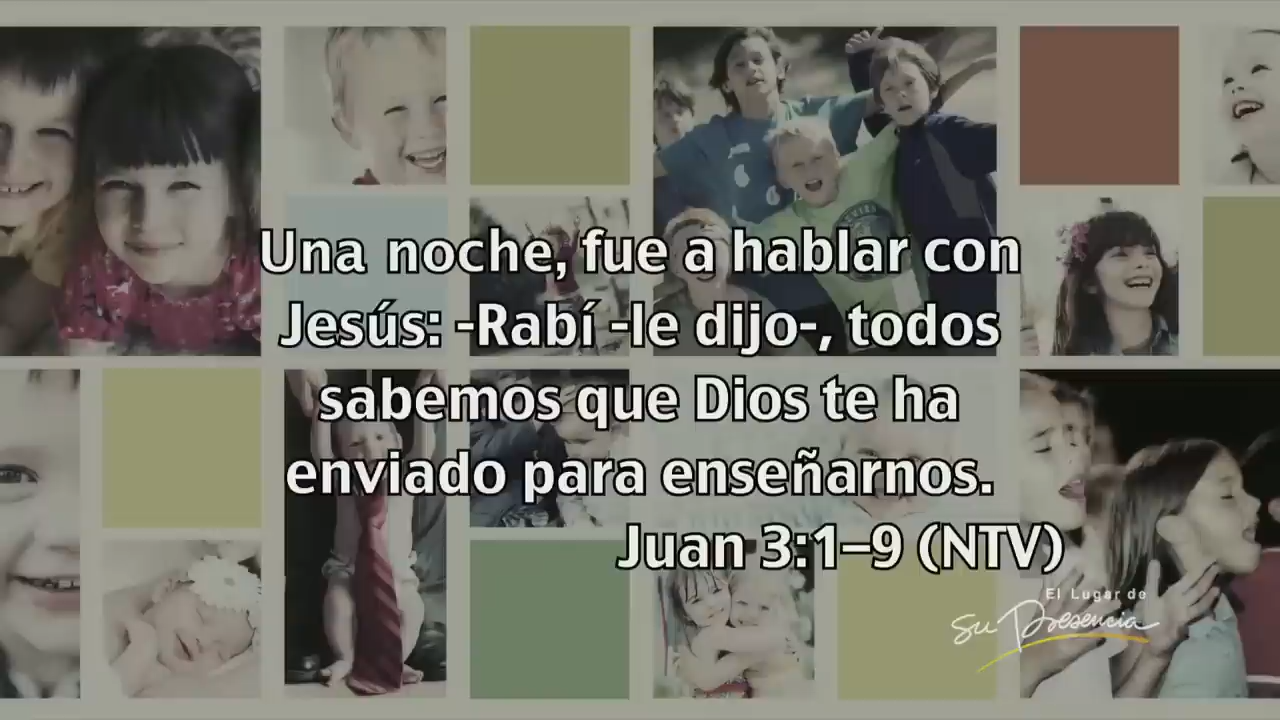 Una noche, fue a hablar con
Jesús: -Rabí -le dijo-, todos
sabemos que Dios te ha
enviado para enseñarnos.
Juan 3:1–9 (NTV)
El Lugar de
Su Presencia